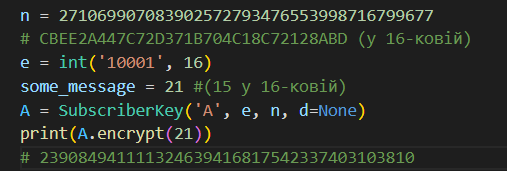 n = 271069907083902572793476553998716799677
# CBEE2A447C72D371B704C18C72128ABD (у 16-ковій)
e = int('10001', 16)
some_message = 21 #(15 у 16-ковій)
A = SubscriberKey('A', e, n, d=None)
print(A.encrypt(21))
# 239084941111324639416817542337403103810